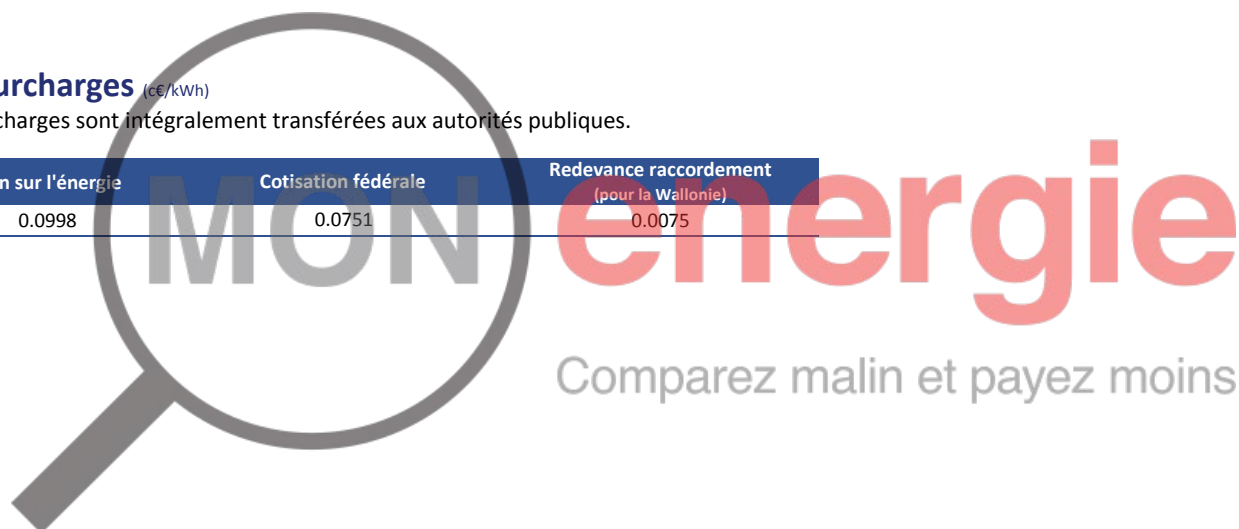 urcharges (c€/kWh)
charges sont intégralement transférées aux autorités publiques.
n sur l'énergie Cotisation fédérale Redevance raccordement
(pour la Wallonie)
0.0998 0.0751 0.0075
MON energie
Comparez malin et payez moins